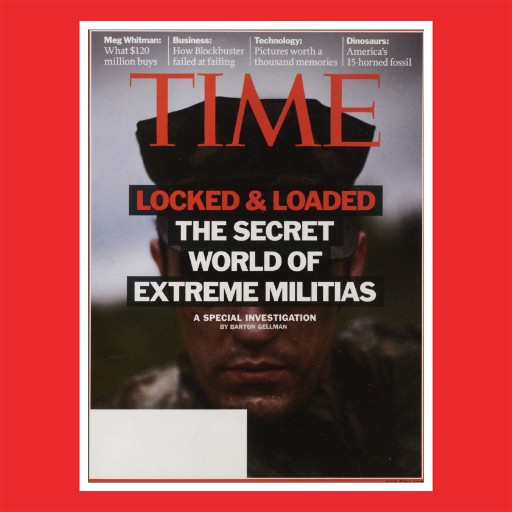 Meg Whitman:
What $120
million buys
Business:
How Blockbuster
failed at failing
Technology:
Pictures worth a
thousand memories
Dinosaurs:
America's
15-horned fossil
TIME
LOCKED & LOADED
THE SECRET
WORLD OF
EXTREME MILITIAS
A SPECIAL INVESTIGATION
BY BARTON GELLMAN